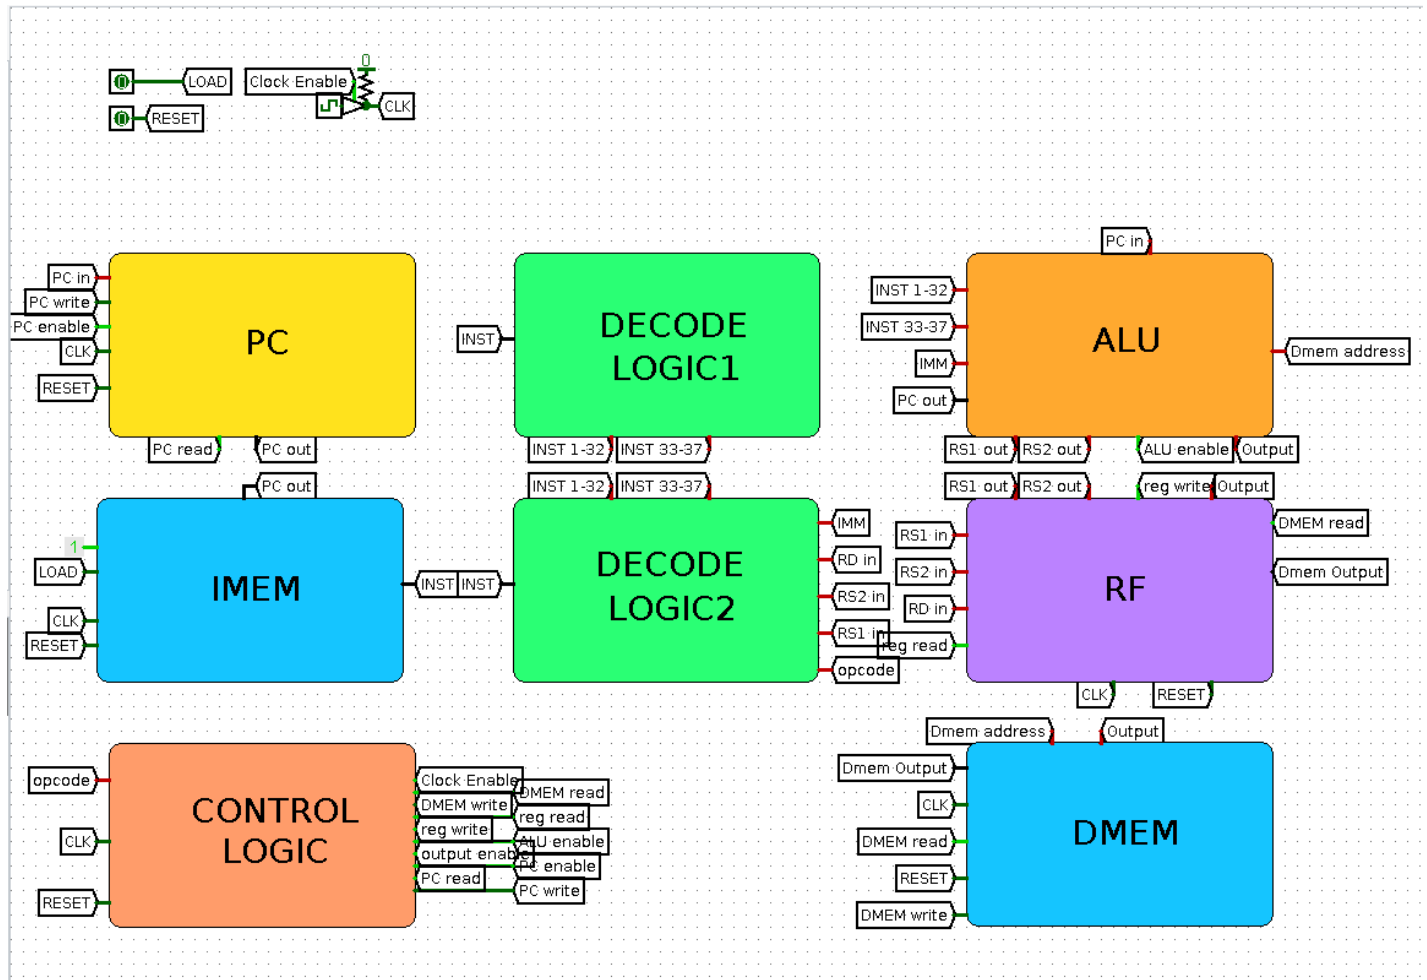 0
LOAD
Clock Enable
CLK
RESET
PC in
PC write
PC enable
CLK
RESET
PC
PC read
PC out
INST
DECODE
LOGIC1
INST 1-32
INST 33-37
PC in
INST 1-32
INST 33-37
IMM
PC out
ALU
Dmem address
RS1 out
RS2 out
ALU enable
Output
PC out
1
LOAD
CLK
RESET
IMEM
INST
INST
INST 1-32
INST 33-37
DECODE
LOGIC2
IMM
RD in
RS2 in
RS1 in
opcode
RS1 out
RS2 out
reg write
Output
RS1 in
RS2 in
RD in
reg read
RF
DMEM read
Dmem Output
CLK
RESET
opcode
CLK
RESET
CONTROL
LOGIC
Clock Enable
DMEM read
DMEM write
reg read
reg write
ALU enable
output enable
PC enable
PC read
PC write
Dmem address
Output
Dmem Output
CLK
DMEM read
RESET
DMEM write
DMEM